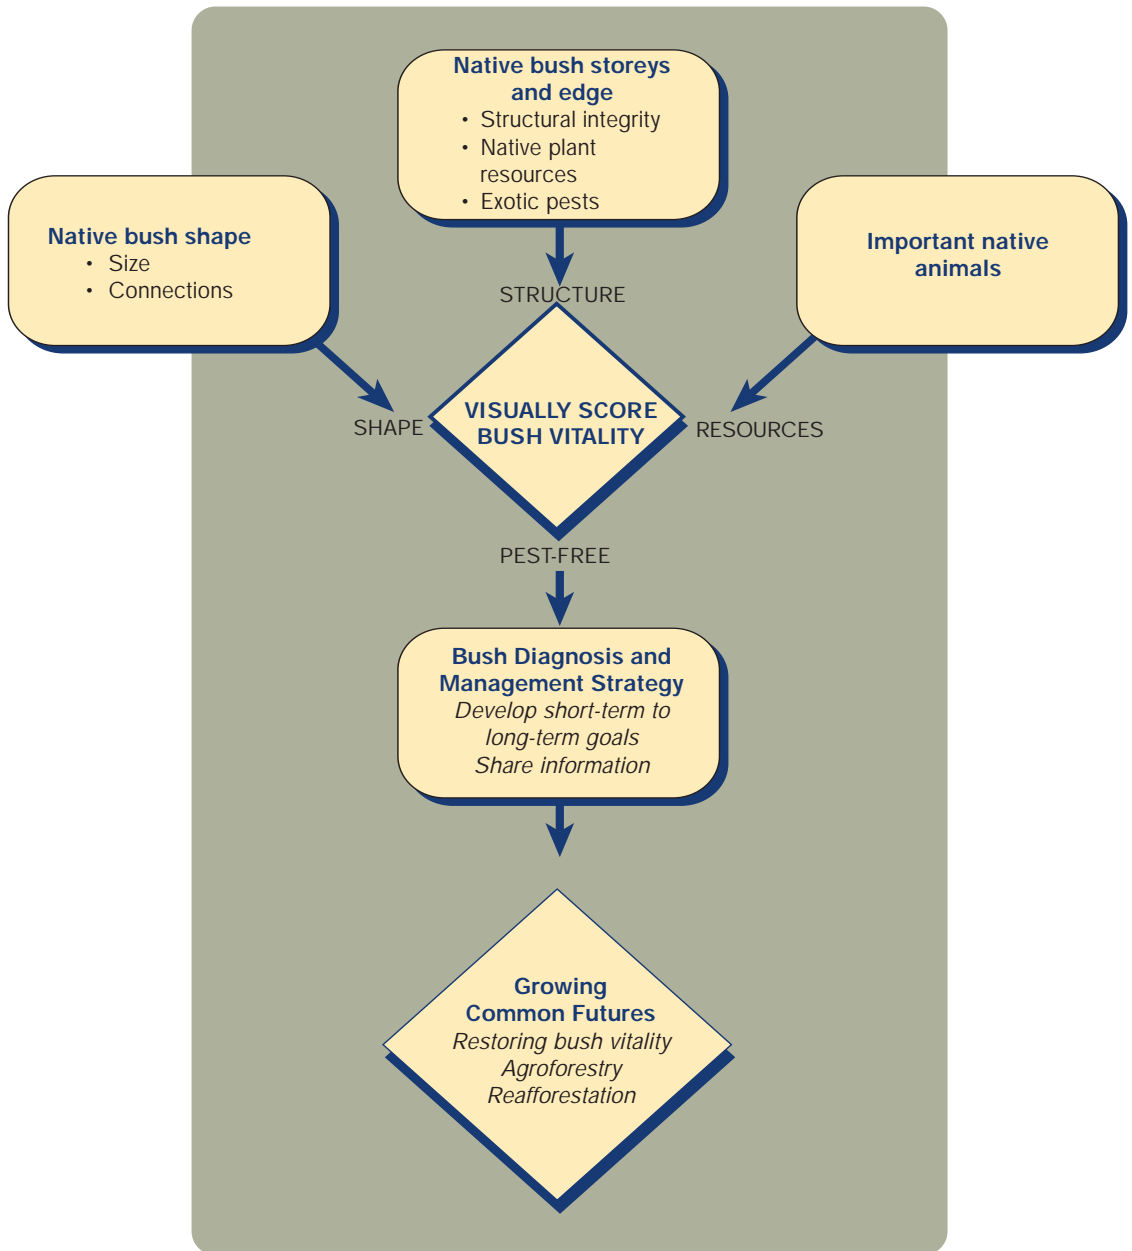 Native bush storeys
and edge
• Structural integrity
• Native plant
resources
• Exotic pests
Native bush shape
• Size
• Connections
Important native
animals
STRUCTURE
SHAPE
VISUALLY SCORE
BUSH VITALITY
RESOURCES
PEST-FREE
Bush Diagnosis and
Management Strategy
Develop short-term to
long-term goals
Share information
Growing
Common Futures
Restoring bush vitality
Agroforestry
Reafforestation